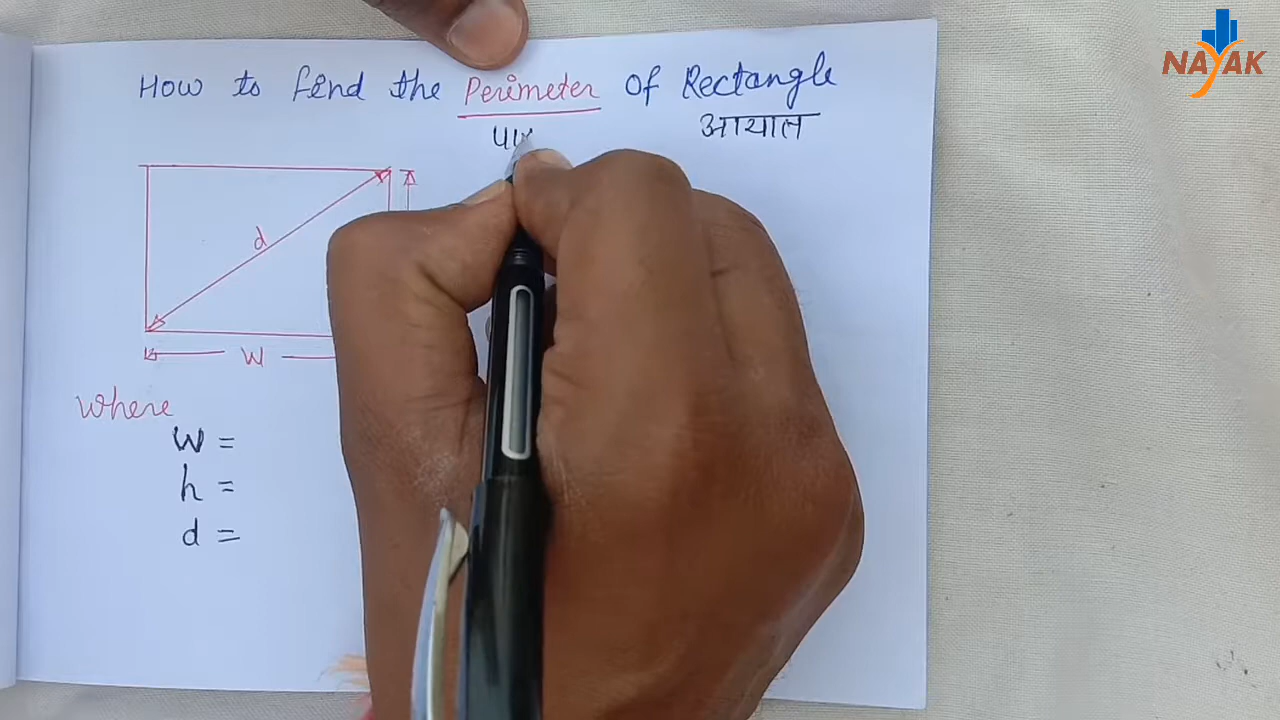 NAYAK
How to find the Perimeter of Rectangle
आयात
d
W
Where
W =
h =
d =